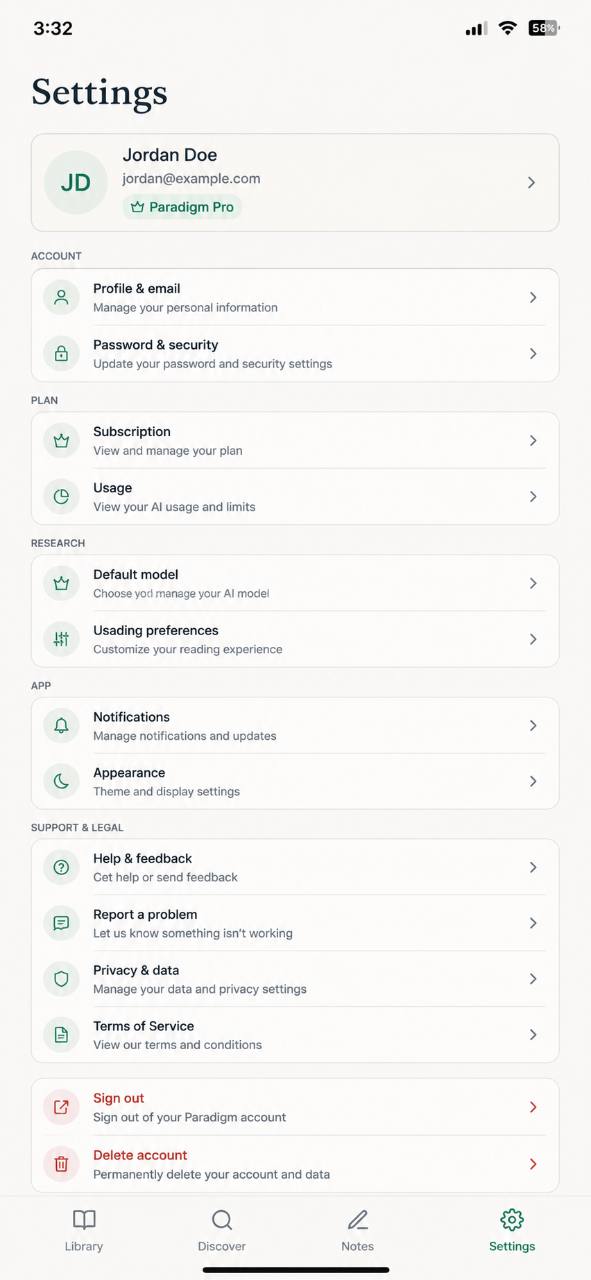 3:32
58%
Settings
JD
Jordan Doe
jordan@example.com
Paradigm Pro
ACCOUNT
Profile & email
Manage your personal information
Password & security
Update your password and security settings
PLAN
Subscription
View and manage your plan
Usage
View your AI usage and limits
RESEARCH
Default model
Choose yod manage your AI model
Usading preferences
Customize your reading experience
APP
Notifications
Manage notifications and updates
Appearance
Theme and display settings
SUPPORT & LEGAL
Help & feedback
Get help or send feedback
Report a problem
Let us know something isn't working
Privacy & data
Manage your data and privacy settings
Terms of Service
View our terms and conditions
Sign out
Sign out of your Paradigm account
Delete account
Permanently delete your account and data
Library
Discover
Notes
Settings